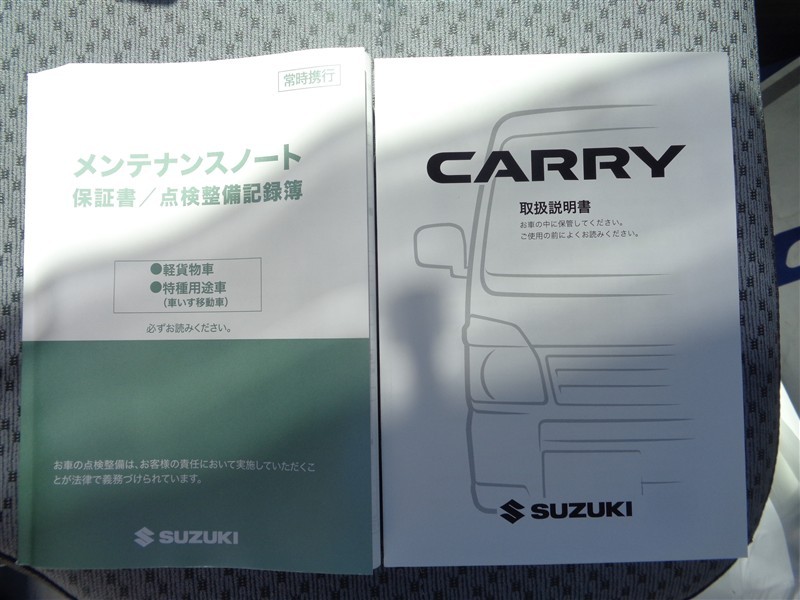 常時携行
メンテナンスノート
保証書／点検整備記録簿
●軽貨物車
●特種用途車
(車いす移動車)
必ずお読みください。
お車の点検整備は、お客様の責任において実施していただくこ
とが法律で義務づけられています。
SUZUKI
CARRY
取扱説明書
お車の中に保管してください。
ご使用の前によくお読みください。
SUZUKI